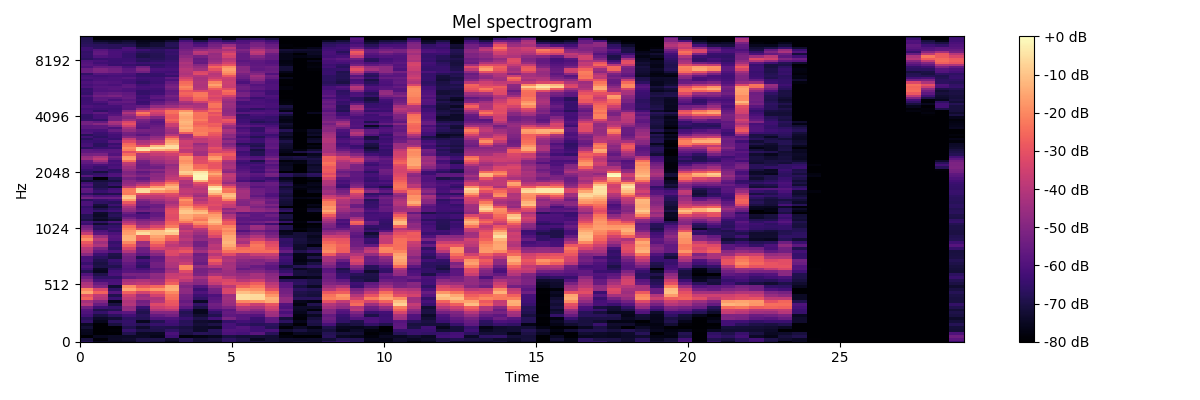 Mel spectrogram
8192
4096
2048
1024
512
0
Hz
0 5 10 15 20 25
Time
+0 dB
-10 dB
-20 dB
-30 dB
-40 dB
-50 dB
-60 dB
-70 dB
-80 dB